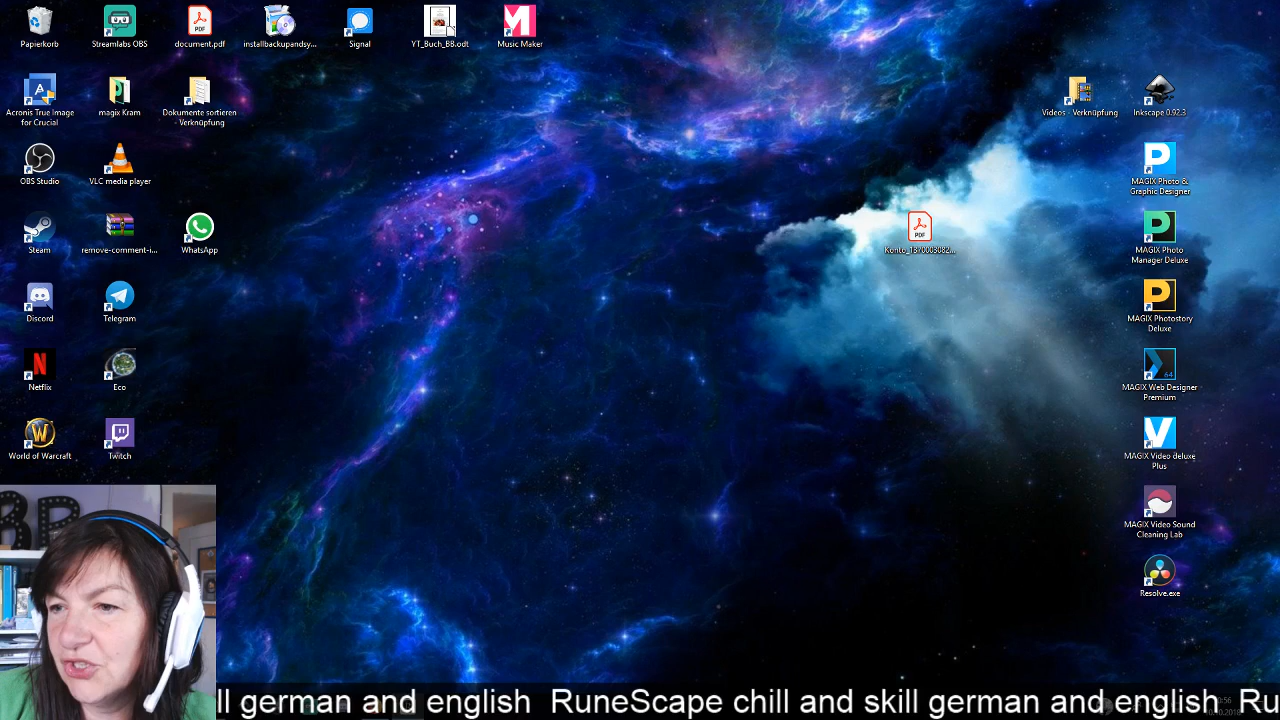 Papierkorb
Streamlabs OBS
document.pdf
installbackupandsy...
Signal
YT_Buch_BB.odt
Music Maker
Acronis True Image
for Crucial
magix Kram
Dokumente sortieren
- Verknüpfung
Videos - Verknüpfung
Inkscape 0.92.3
OBS Studio
VLC media player
MAGIX Photo &
Graphic Designer
Steam
remove-comment-i...
WhatsApp
MAGIX Photo
Manager Deluxe
Discord
Telegram
MAGIX Photostory
Deluxe
Netflix
Eco
MAGIX Web Designer
Premium
World of Warcraft
Twitch
MAGIX Video deluxe
Plus
MAGIX Video Sound
Cleaning Lab
Resolve.exe
ll german and english RuneScape chill and skill german and english Ru